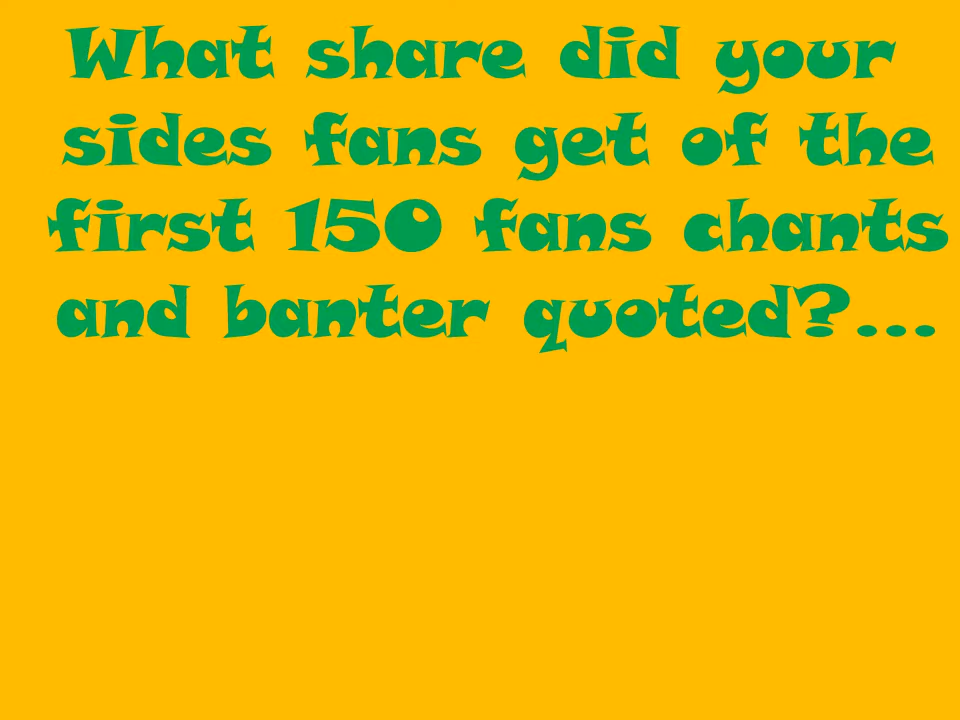 What share did your
sides fans get of the
first 150 fans chants
and banter quoted?...